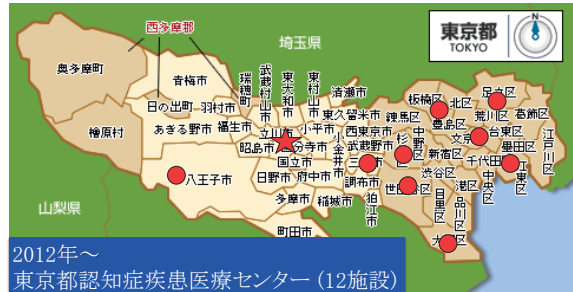 西多摩郡
埼玉県
東京都
TOKYO
N
奥多摩町
青梅市
瑞穂町
武蔵村山市
東大和市
東村山市
清瀬市
板橋区
北区
足立区
日の出町
羽村市
東久留米市
練馬区
豊島区
荒川区
葛飾区
檜原村
あきる野市
福生市
立川市
小平市
西東京市
中野区
文京
台東区
江戸川区
昭島市
国分寺市
小金井市
武蔵野市
杉
新宿区
墨田区
国立市
三
渋谷区
千代田
江東区
八王子市
日野市
府中市
調布市
世田
区
港区
中央区
多摩市
稲城市
狛江市
目黒区
品川区
山梨県
町田市
大
区
2012年～
東京都認知症疾患医療センター (12施設)